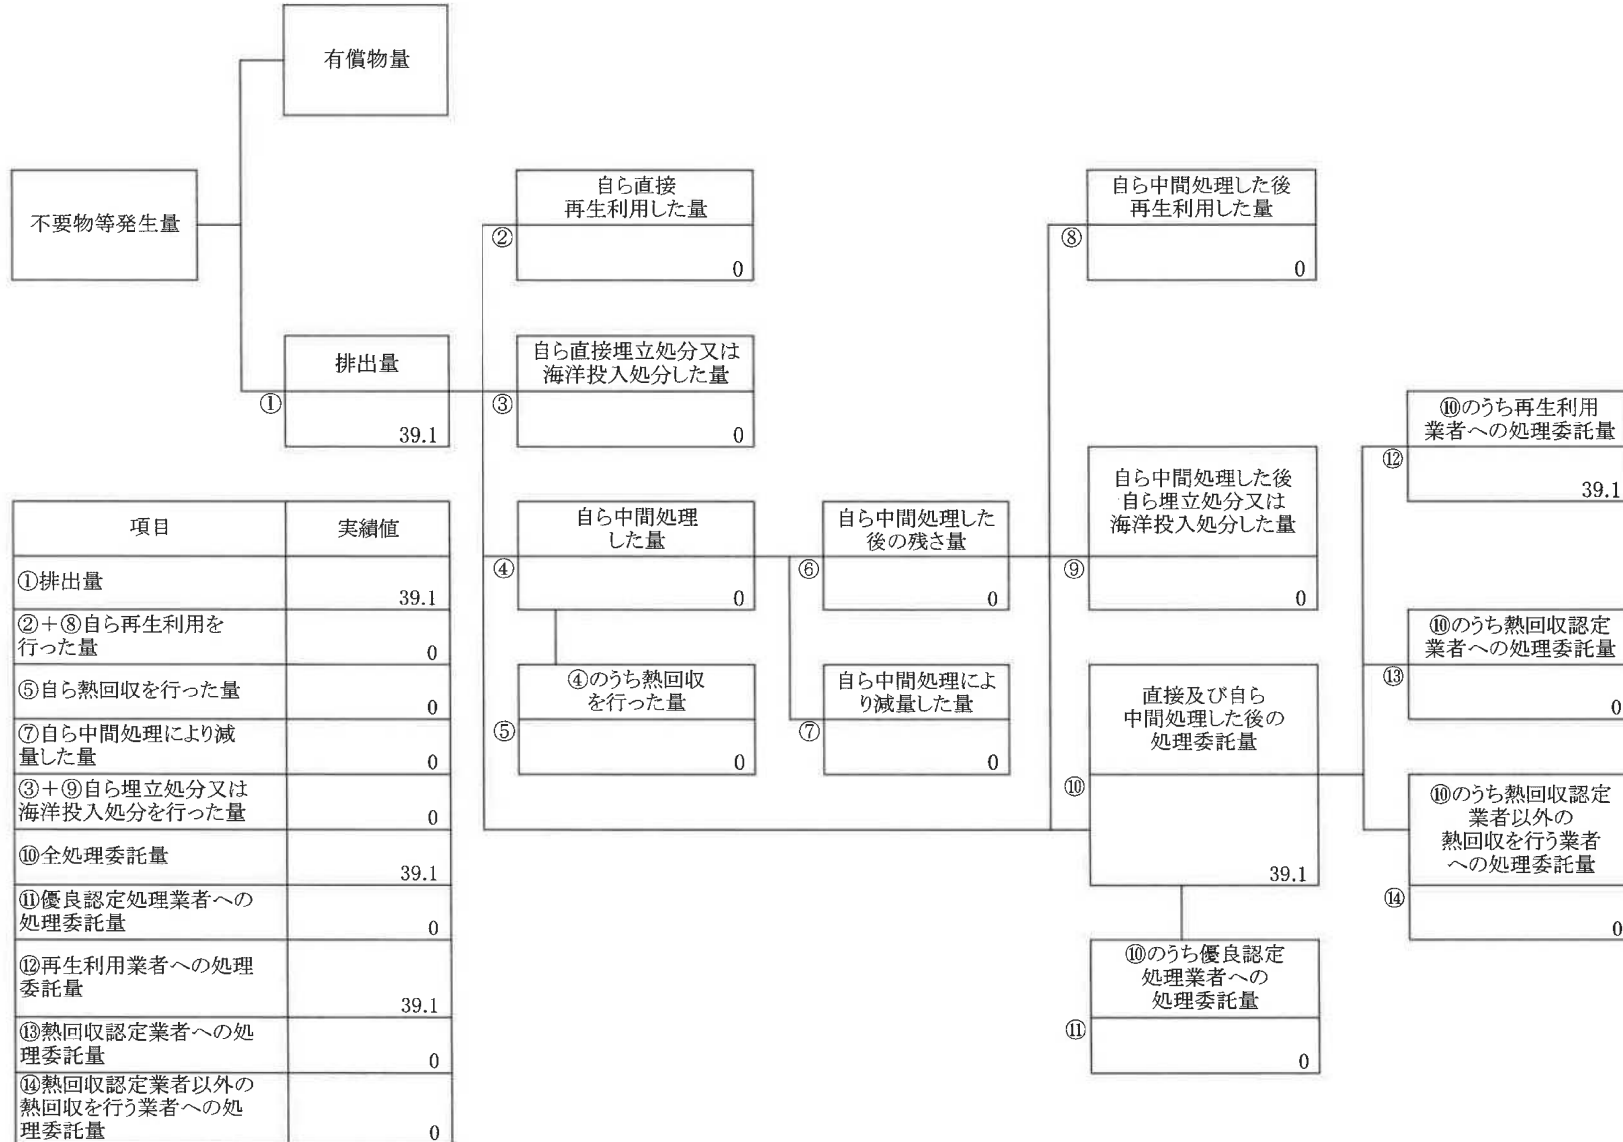 有償物量
不要物等発生量
排出量
①
39.1
自ら直接
再生利用した量
②
0
自ら直接埋立処分又は
海洋投入処分した量
③
0
自ら中間処理
した量
④
0
④のうち熱回収
を行った量
⑤
0
自ら中間処理した
後の残さ量
⑥
0
自ら中間処理によ
り減量した量
⑦
0
自ら中間処理した後
再生利用した量
⑧
0
自ら中間処理した後
自ら埋立処分又は
海洋投入処分した量
⑨
0
直接及び自ら
中間処理した後の
処理委託量
⑩
39.1
⑩のうち優良認定
処理業者への
処理委託量
⑪
0
⑩のうち再生利用
業者への処理委託量
⑫
39.1
⑩のうち熱回収認定
業者への処理委託量
⑬
0
⑩のうち熱回収認定
業者以外の
熱回収を行う業者
への処理委託量
⑭
0
項目 実績値
①排出量
39.1
②＋⑧自ら再生利用を
行った量
0
⑤自ら熱回収を行った量
0
⑦自ら中間処理により減
量した量
0
③＋⑨自ら埋立処分又は
海洋投入処分を行った量
0
⑩全処理委託量
39.1
⑪優良認定処理業者への
処理委託量
0
⑫再生利用業者への処理
委託量
39.1
⑬熱回収認定業者への処
理委託量
0
⑭熱回収認定業者以外の
熱回収を行う業者への処
理委託量
0